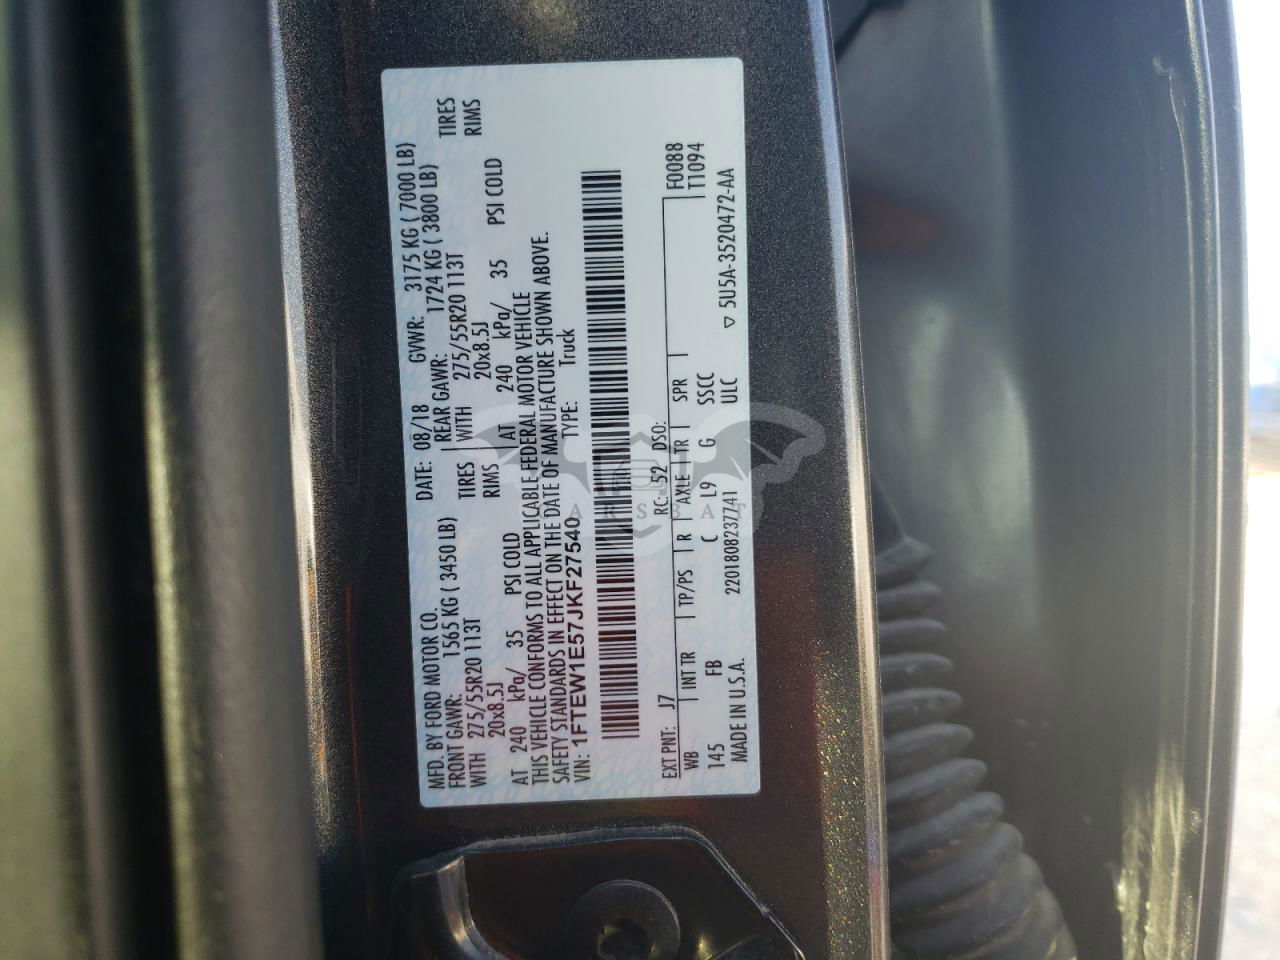 MFD. BY FORD MOTOR CO. DATE: 08/18 GVWR: 3175 KG ( 7000 LB)
FRONT GAWR: 1565 KG ( 3450 LB) REAR GAWR: 1724 KG ( 3800 LB)
WITH 275/55R20 113T TIRES WITH 275/55R20 113T TIRES
20x8.5J RIMS 20x8.5J RIMS
AT 240 kPa/ 35 PSI COLD AT 240 kPa/ 35 PSI COLD
THIS VEHICLE CONFORMS TO ALL APPLICABLE FEDERAL MOTOR VEHICLE
SAFETY STANDARDS IN EFFECT ON THE DATE OF MANUFACTURE SHOWN ABOVE.
VIN: 1FTEW1E57JKF27540 TYPE: Truck
EXT PNT: J7 RC: 52 DSO: F0088
WB INT TR TP/PS R AXLE TR SPR T1094
145 FB C L9 G SSCC
MADE IN U.S.A. 220180823774​1 ULC ▽ 5U5A-3520472-AA
ARSBAT